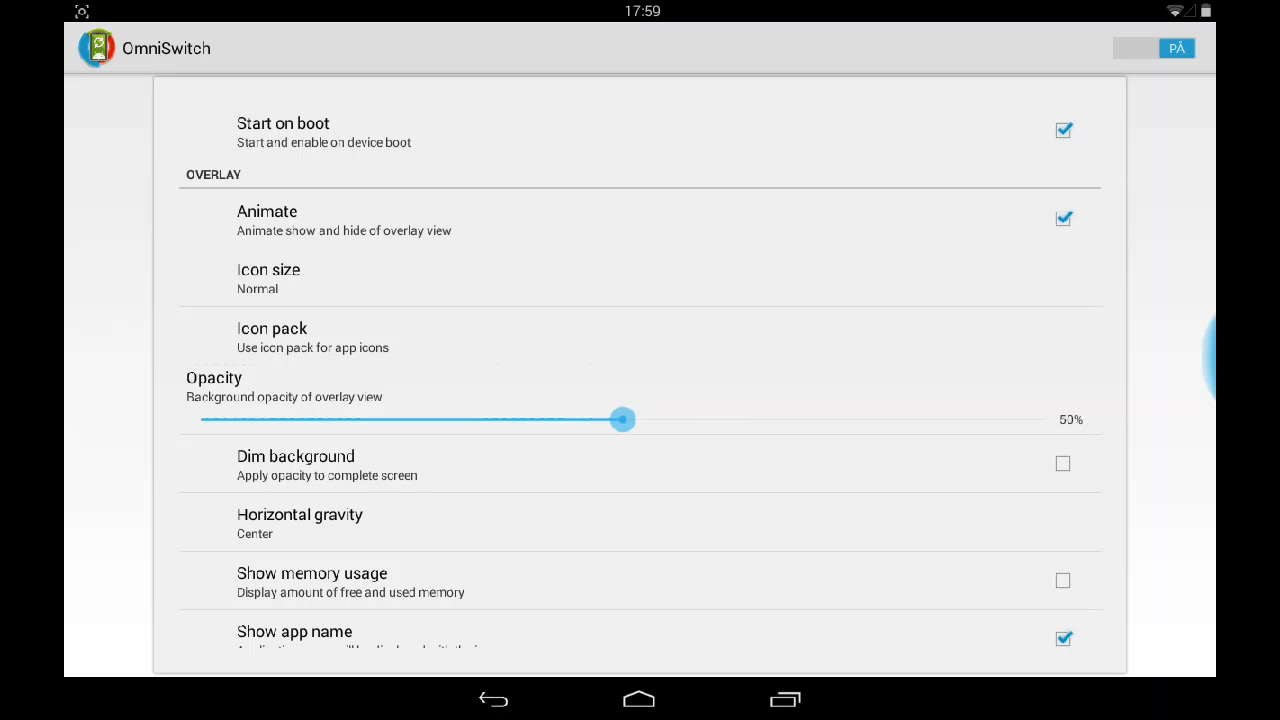 17:59
OmniSwitch
PÅ
Start on boot
Start and enable on device boot
OVERLAY
Animate
Animate show and hide of overlay view
Icon size
Normal
Icon pack
Use icon pack for app icons
Opacity
Background opacity of overlay view
50%
Dim background
Apply opacity to complete screen
Horizontal gravity
Center
Show memory usage
Display amount of free and used memory
Show app name